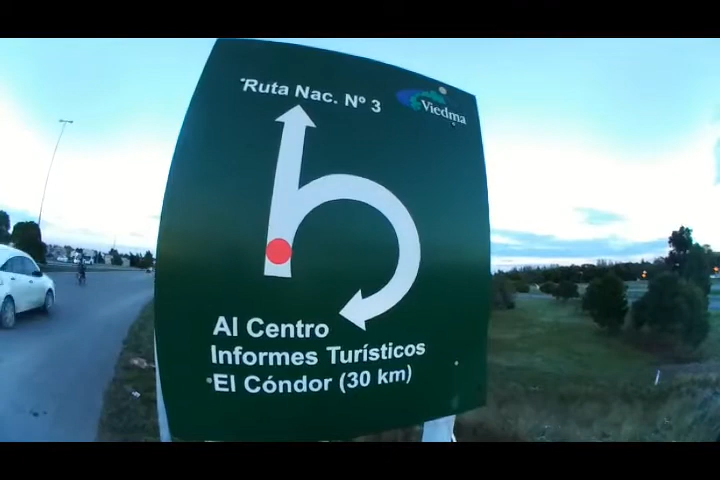 Ruta Nac. Nº 3
Viedma
Al Centro
Informes Turísticos
El Cóndor (30 km)